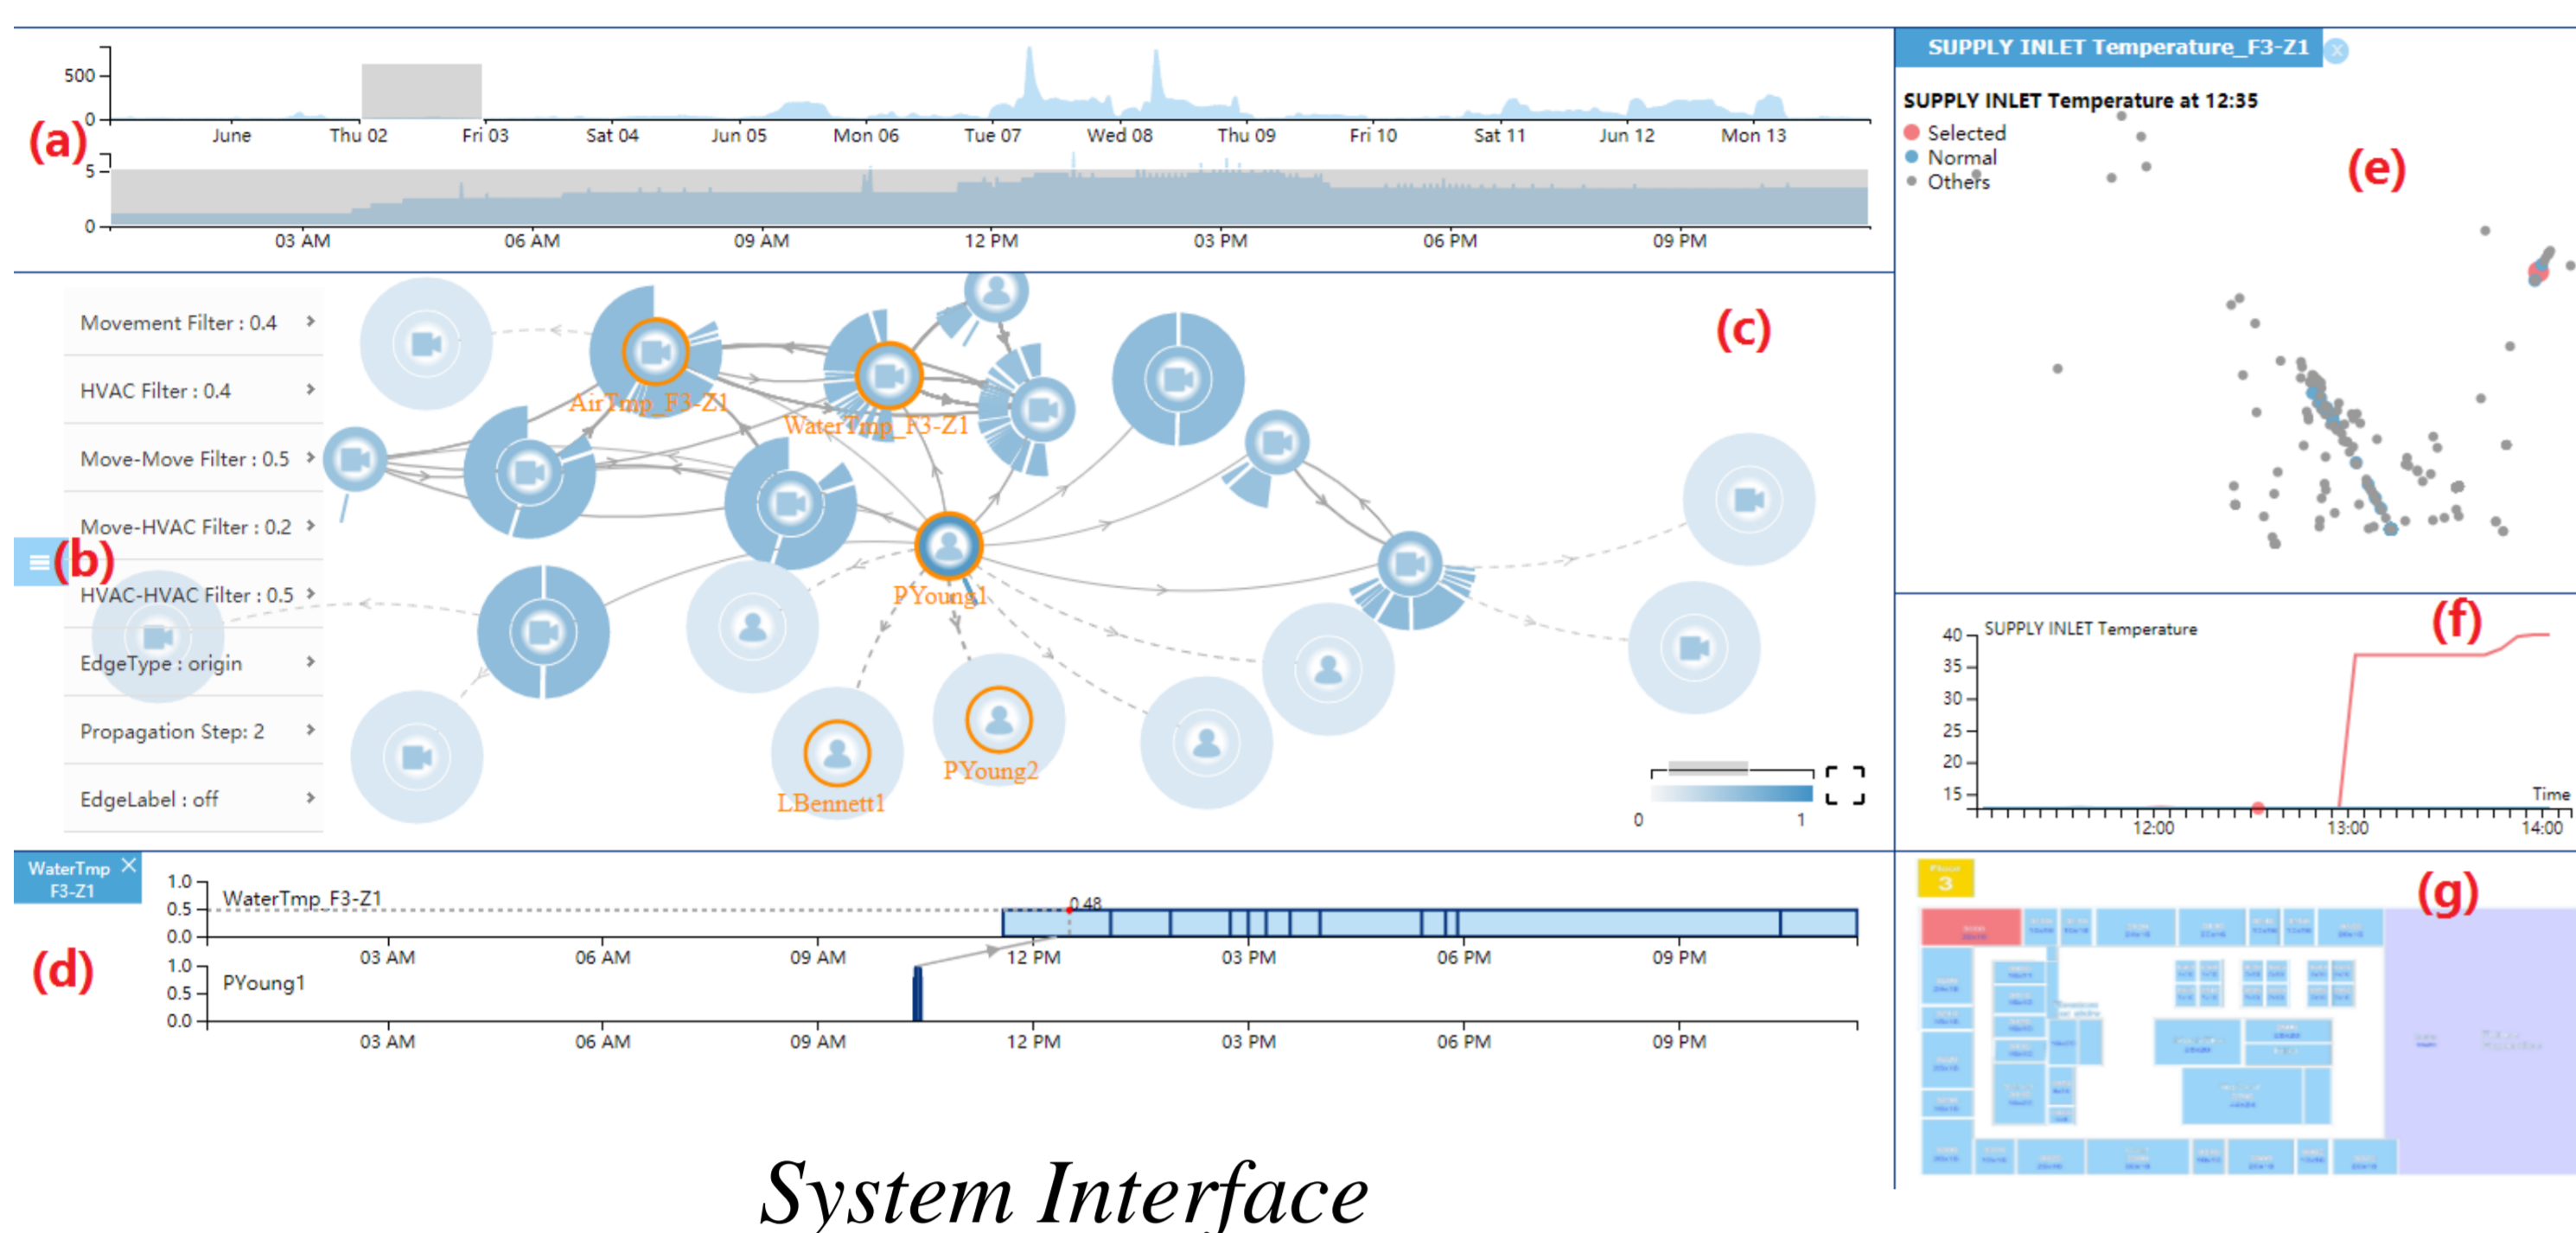 500
0
June
Thu 02
Fri 03
Sat 04
Jun 05
Mon 06
Tue 07
Wed 08
Thu 09
Fri 10
Sat 11
Jun 12
Mon 13
(a)
5
0
03 AM
06 AM
09 AM
12 PM
03 PM
06 PM
09 PM
Movement Filter : 0.4
HVAC Filter : 0.4
Move-Move Filter : 0.5
Move-HVAC Filter : 0.2
HVAC-HVAC Filter : 0.5
EdgeType : origin
Propagation Step: 2
EdgeLabel : off
(b)
(c)
AirTmp_F3-Z1
WaterTmp_F3-Z1
PYoung1
LBennett1
PYoung2
0
1
WaterTmp
F3-Z1
(d)
1.0
0.5
0.0
WaterTmp_F3-Z1
0.48
03 AM
06 AM
09 AM
12 PM
03 PM
06 PM
09 PM
1.0
0.5
0.0
PYoung1
03 AM
06 AM
09 AM
12 PM
03 PM
06 PM
09 PM
SUPPLY INLET Temperature_F3-Z1
SUPPLY INLET Temperature at 12:35
Selected
Normal
Others
(e)
SUPPLY INLET Temperature
(f)
40
35
30
25
20
15
Time
12:00
13:00
14:00
Floor
3
(g)
System Interface